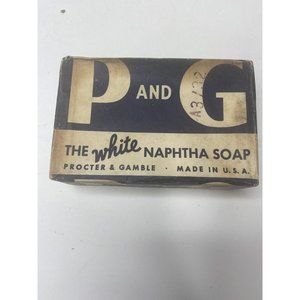 P AND G
THE white NAPHTHA SOAP
PROCTER & GAMBLE · MADE IN U.S.A.